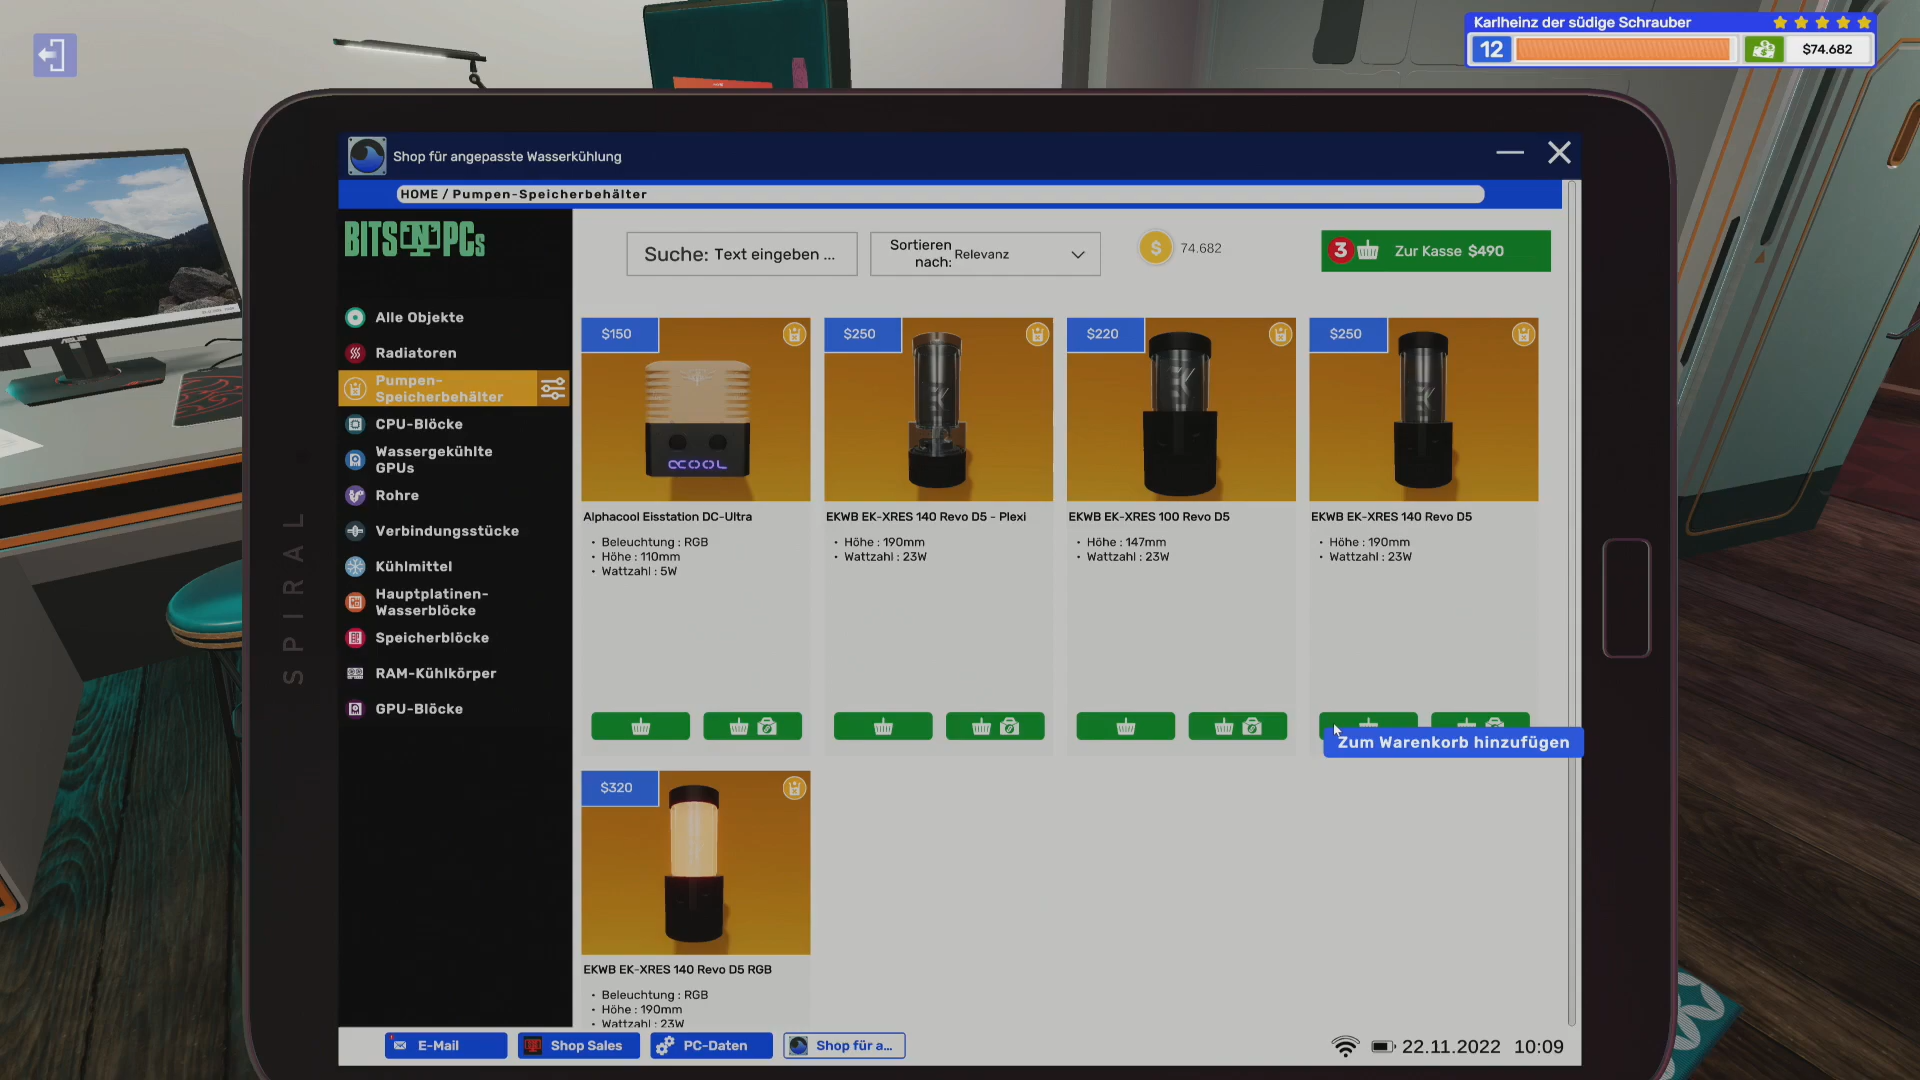 Karlheinz der südige Schrauber
12
$74.682
Shop für angepasste Wasserkühlung
HOME / Pumpen-Speicherbehälter
BITS N PCs
Suche: Text eingeben ...
Sortieren nach: Relevanz
$
74.682
3
Zur Kasse $490
Alle Objekte
Radiatoren
Pumpen-
Speicherbehälter
CPU-Blöcke
Wassergekühlte
GPUs
Rohre
Verbindungsstücke
Kühlmittel
Hauptplatinen-
Wasserblöcke
Speicherblöcke
RAM-Kühlkörper
GPU-Blöcke
$150
Alphacool Eisstation DC-Ultra
• Beleuchtung : RGB
• Höhe : 110mm
• Wattzahl : 5W
$250
EKWB EK-XRES 140 Revo D5 - Plexi
• Höhe : 190mm
• Wattzahl : 23W
$220
EKWB EK-XRES 100 Revo D5
• Höhe : 147mm
• Wattzahl : 23W
$250
EKWB EK-XRES 140 Revo D5
• Höhe : 190mm
• Wattzahl : 23W
Zum Warenkorb hinzufügen
$320
EKWB EK-XRES 140 Revo D5 RGB
• Beleuchtung : RGB
• Höhe : 190mm
• Wattzahl : 23W
E-Mail
Shop Sales
PC-Daten
Shop für a...
22.11.2022
10:09
SPIRAL